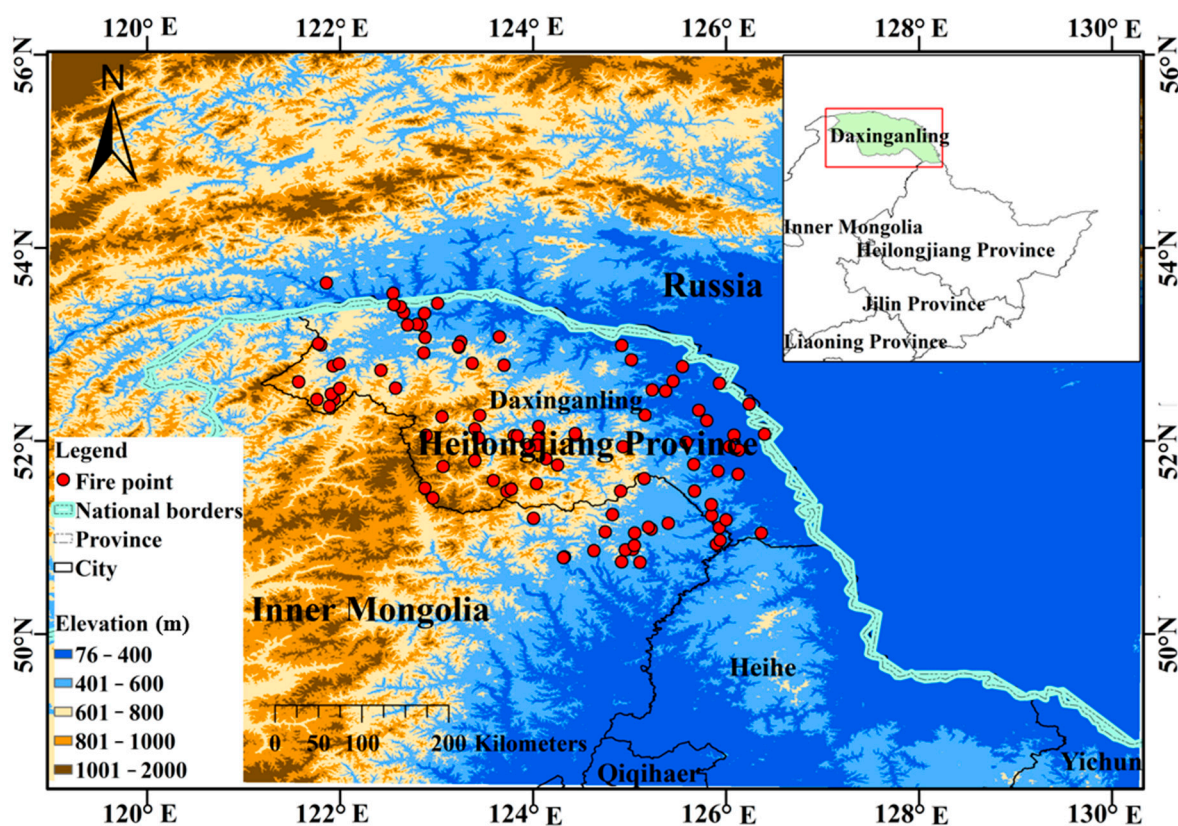 120° E 122° E 124° E 126° E 128° E 130° E
56°N
56°N
N
Daxinganling
Inner Mongolia
Heilongjiang Province
Jilin Province
Liaoning Province
54°N
54°N
Russia
Daxinganling
Heilongjiang Province
52°N
52°N
Legend
Fire point
National borders
Province
City
Elevation (m)
76 - 400
401 - 600
601 - 800
801 - 1000
1001 - 2000
Inner Mongolia
50°N
50°N
Heihe
0 50 100 200 Kilometers
Qiqihaer
Yichun
120° E 122° E 124° E 126° E 128° E 130° E